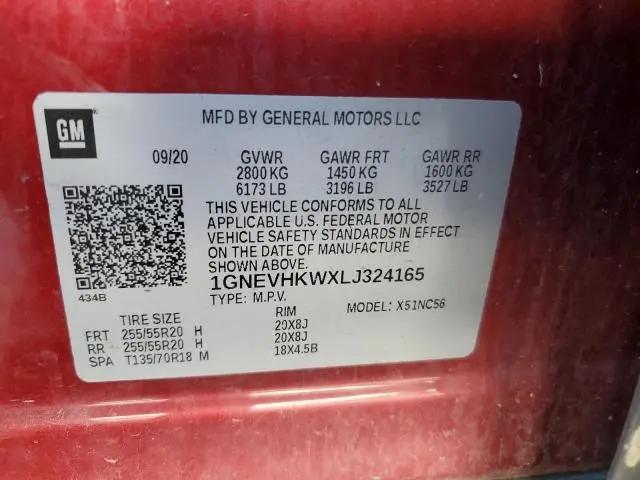 GM
MFD BY GENERAL MOTORS LLC
09/20 GVWR GAWR FRT GAWR RR
2800 KG 1450 KG 1600 KG
6173 LB 3196 LB 3527 LB
THIS VEHICLE CONFORMS TO ALL
APPLICABLE U.S. FEDERAL MOTOR
VEHICLE SAFETY STANDARDS IN EFFECT
ON THE DATE OF MANUFACTURE
SHOWN ABOVE.
434B
1GNEVHKWXLJ324165
TYPE: M.P.V. MODEL: X51NC56
TIRE SIZE RIM
FRT 255/55R20 H 20X8J
RR 255/55R20 H 20X8J
SPA T135/70R18 M 18X4.5B